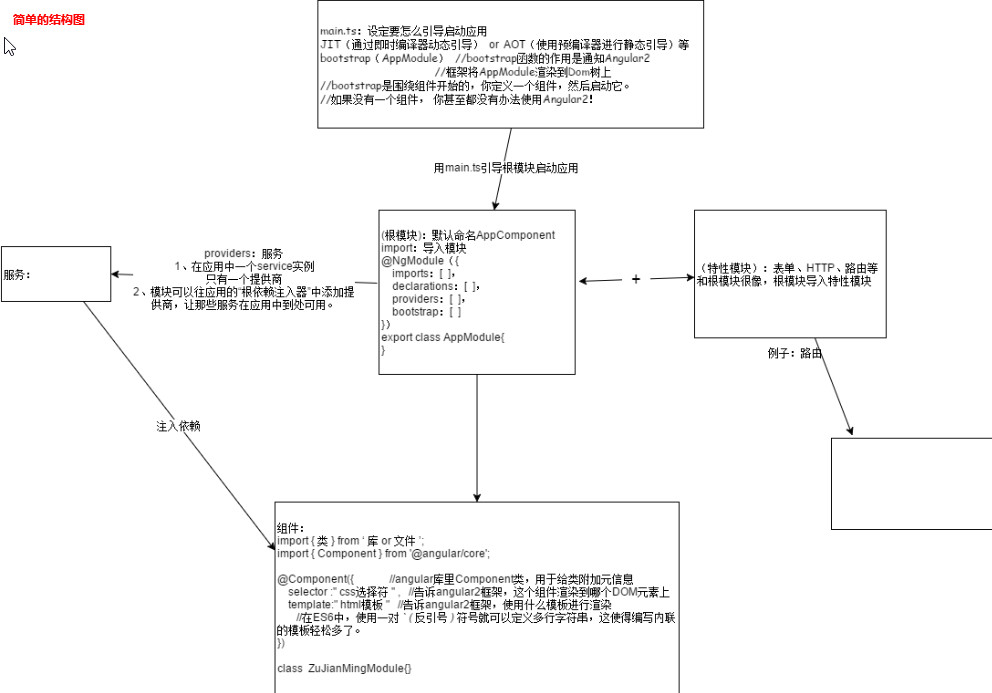 简单的结构图
main.ts：设定要怎么引导启动应用
JIT（通过即时编译器动态引导） or AOT（使用预编译器进行静态引导）等
bootstrap（AppModule） //bootstrap函数的作用是通知Angular2
//框架将AppModule渲染到Dom树上
//bootstrap是围绕组件开始的，你定义一个组件，然后启动它。
//如果没有一个组件， 你甚至都没有办法使用Angular2！
用main.ts引导根模块启动应用
服务：
providers：服务
1、在应用中一个service实例
只有一个提供商
2、模块可以往应用的“根依赖注入器”中添加提
供商，让那些服务在应用中到处可用。
(根模块)：默认命名AppComponent
import：导入模块
@NgModule（{
imports：[ ]，
declarations：[ ]，
providers：[ ]，
bootstrap：[ ]
}）
export class AppModule{
}
+
（特性模块）：表单、HTTP、路由等
和根模块很像，根模块导入特性模块
例子：路由
注入依赖
组件：
import { 类 } from ‘ 库 or 文件 ’;
import { Component } from '@angular/core';
@Component({ //angular库里Component类，用于给类附加元信息
selector :" css选择符 " , //告诉angular2框架，这个组件渲染到哪个DOM元素上
template:" html模板 " //告诉angular2框架，使用什么模板进行渲染
//在ES6中，使用一对 `（ 反引号 ）符号就可以定义多行字符串，这使得编写内联
的模板轻松多了。
})
class ZuJianMingModule{}